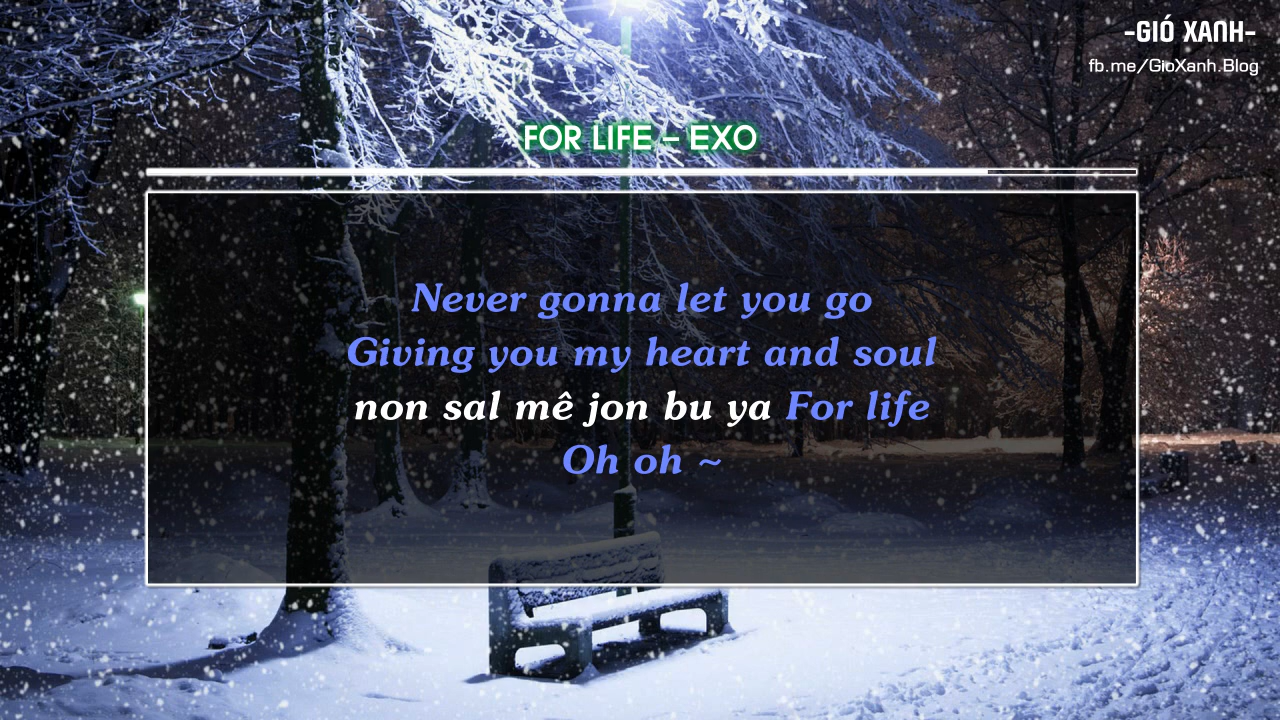 -GIÓ XANH-
fb.me/GioXanh.Blog
FOR LIFE – EXO
Never gonna let you go
Giving you my heart and soul
non sal mê jon bu ya For life
Oh oh ~